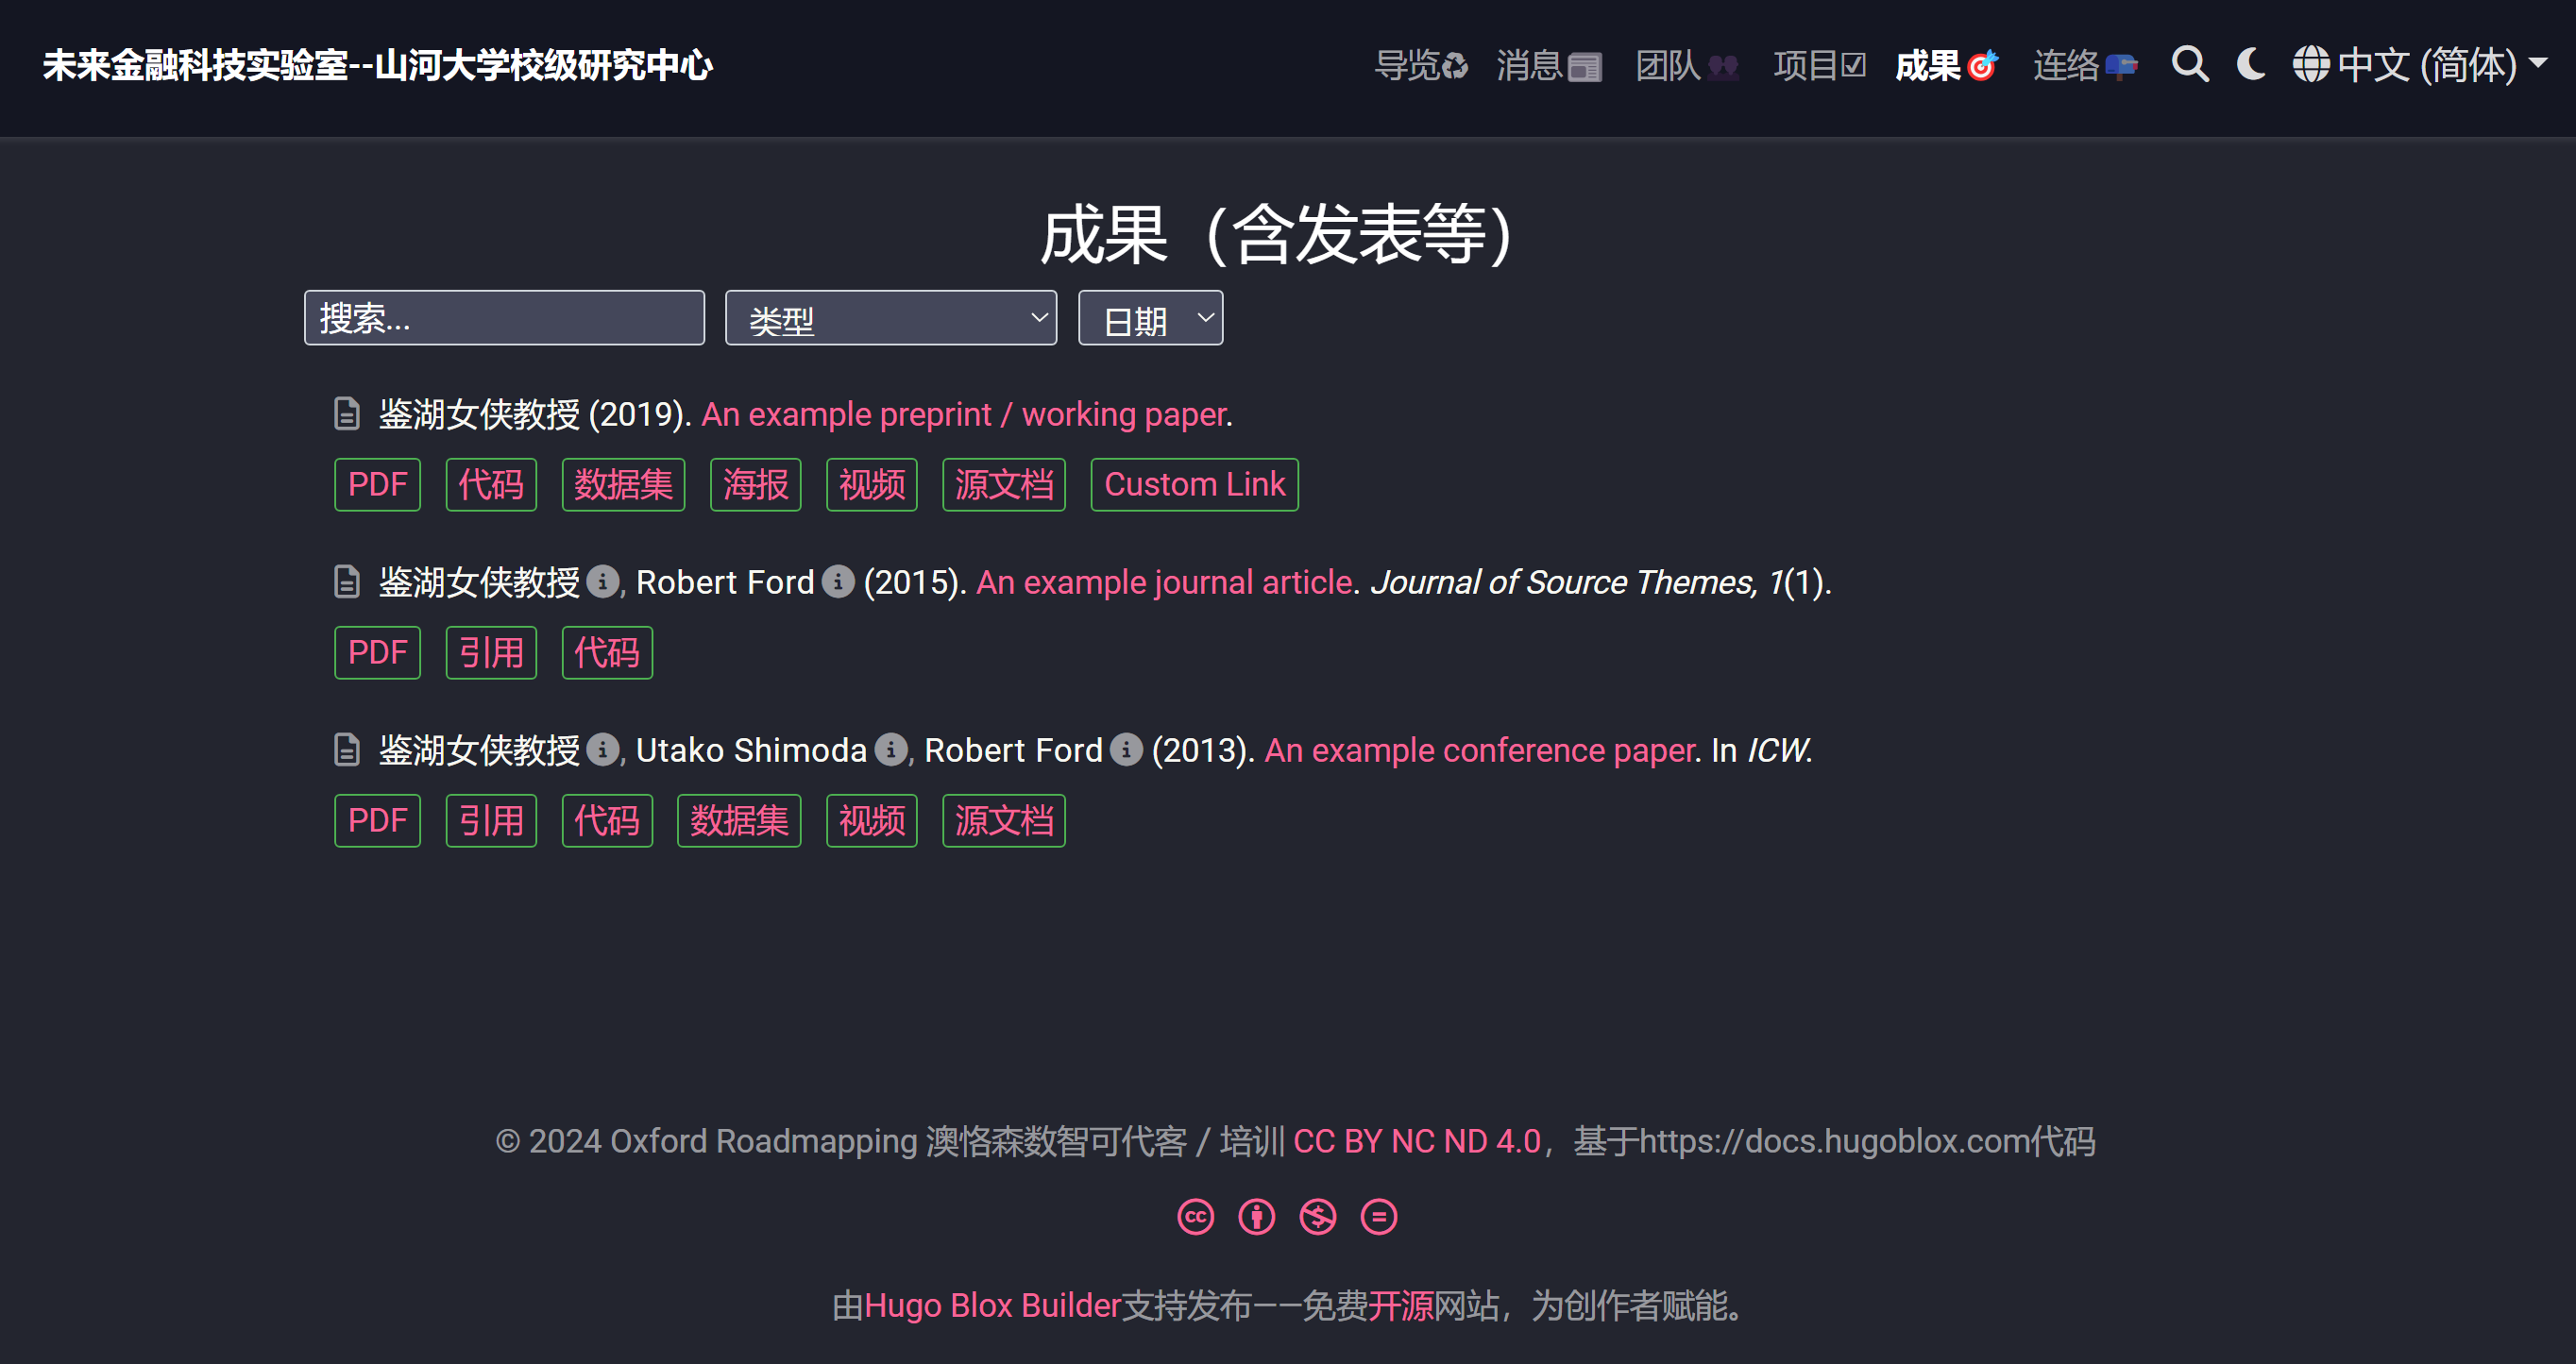 未来金融科技实验室--山河大学校级研究中心
导览♻ 消息📰 团队👥 项目☑ 成果🎯 连络📪 中文 (简体)
成果（含发表等）
搜索... 类型 日期
鉴湖女侠教授 (2019). An example preprint / working paper.
PDF 代码 数据集 海报 视频 源文档 Custom Link
鉴湖女侠教授, Robert Ford (2015). An example journal article. Journal of Source Themes, 1(1).
PDF 引用 代码
鉴湖女侠教授, Utako Shimoda, Robert Ford (2013). An example conference paper. In ICW.
PDF 引用 代码 数据集 视频 源文档
© 2024 Oxford Roadmapping 澳恪森数智可代客 / 培训 CC BY NC ND 4.0，基于https://docs.hugoblox.com代码
由Hugo Blox Builder支持发布——免费开源网站，为创作者赋能。